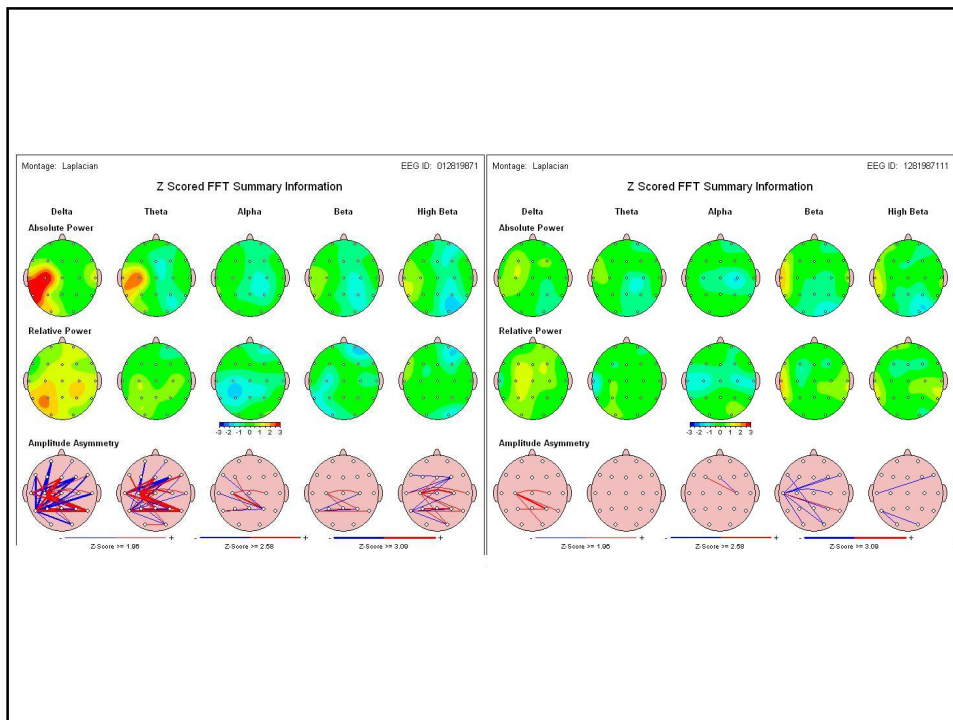 Montage: Laplacian EEG ID: 012819871
Z Scored FFT Summary Information
Delta Theta Alpha Beta High Beta
Absolute Power
Relative Power
-3 -2 -1 0 1 2 3
Amplitude Asymmetry
- + - + - +
Z-Score >= 1.96 Z-Score >= 2.58 Z-Score >= 3.09
Montage: Laplacian EEG ID: 1281987111
Z Scored FFT Summary Information
Delta Theta Alpha Beta High Beta
Absolute Power
Relative Power
-3 -2 -1 0 1 2 3
Amplitude Asymmetry
- + - + - +
Z-Score >= 1.96 Z-Score >= 2.58 Z-Score >= 3.09